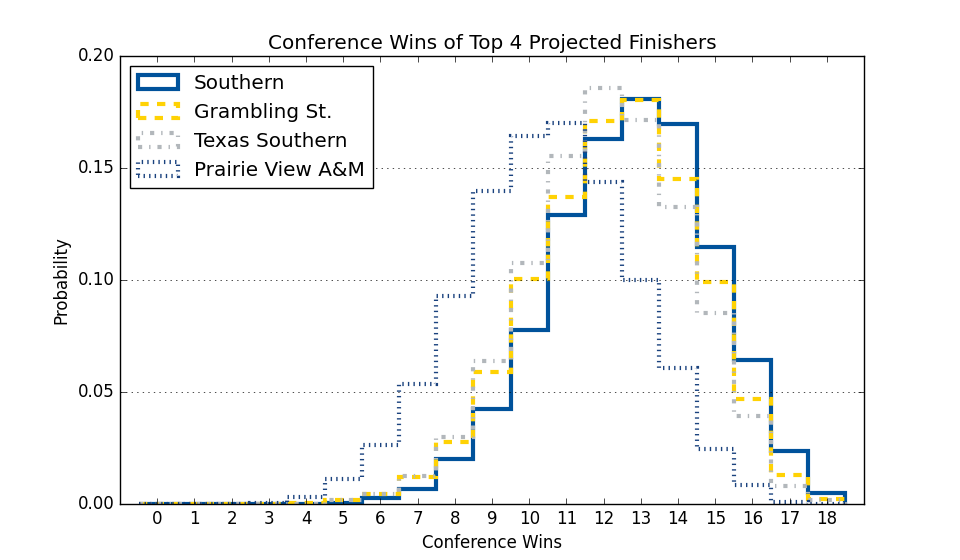 Conference Wins of Top 4 Projected Finishers
0.20
Southern
Grambling St.
Texas Southern
Prairie View A&M
0.15
Probability
0.10
0.05
0.00
0 1 2 3 4 5 6 7 8 9 10 11 12 13 14 15 16 17 18
Conference Wins